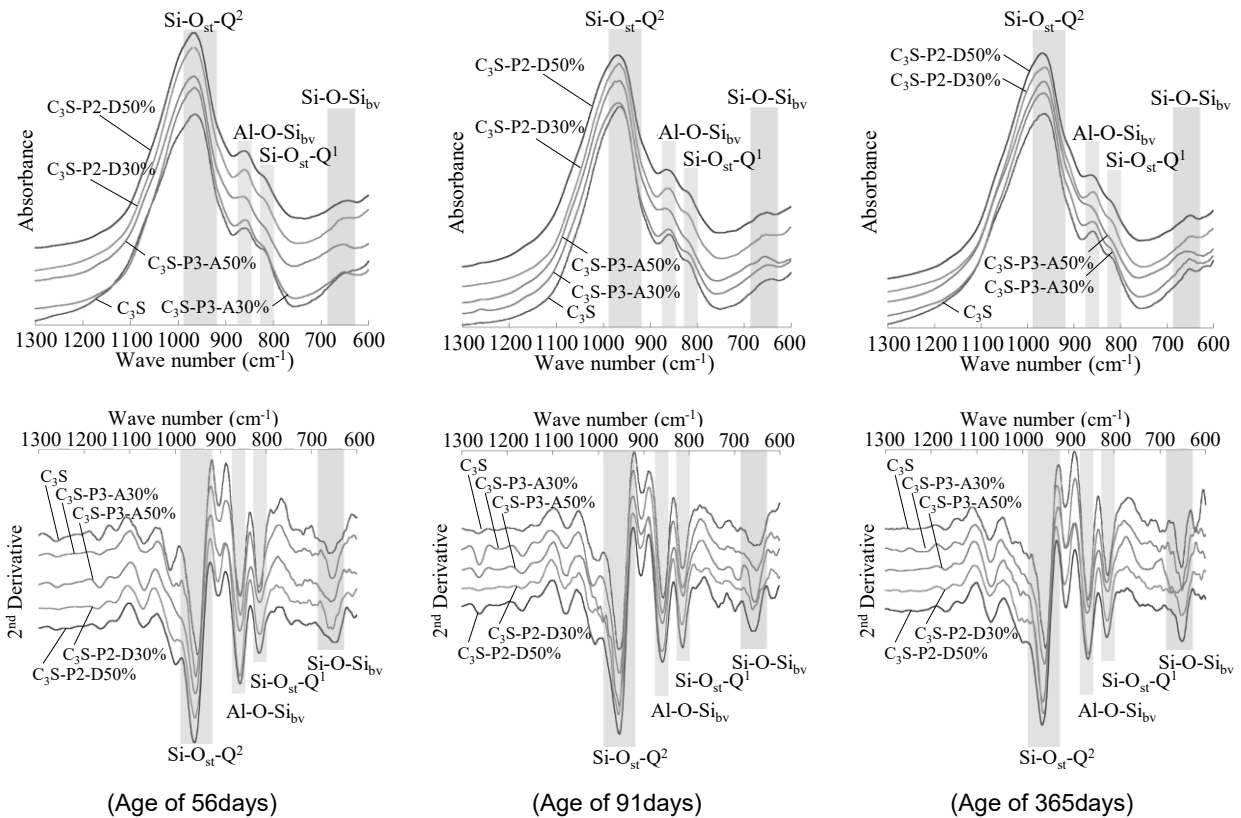 Si-Ost-Q²
C₃S-P2-D50%
Si-O-Sibv
Al-O-Sibv
Si-Ost-Q¹
C₃S-P2-D30%
C₃S-P3-A50%
C₃S
C₃S-P3-A30%
Absorbance
1300 1200 1100 1000 900 800 700 600
Wave number (cm⁻¹)
Si-Ost-Q²
C₃S-P2-D50%
Si-O-Sibv
C₃S-P2-D30%
Al-O-Sibv
Si-Ost-Q¹
C₃S-P3-A50%
C₃S-P3-A30%
C₃S
Absorbance
1300 1200 1100 1000 900 800 700 600
Wave number (cm⁻¹)
Si-Ost-Q²
C₃S-P2-D50%
C₃S-P2-D30%
Si-O-Sibv
Al-O-Sibv
Si-Ost-Q¹
C₃S-P3-A50%
C₃S-P3-A30%
C₃S
Absorbance
1300 1200 1100 1000 900 800 700 600
Wave number (cm⁻¹)
Wave number (cm⁻¹)
1300 1200 1100 1000 900 800 700 600
C₃S
C₃S-P3-A30%
C₃S-P3-A50%
2nd Derivative
C₃S-P2-D30%
C₃S-P2-D50%
Si-O-Sibv
Si-Ost-Q¹
Al-O-Sibv
Si-Ost-Q²
(Age of 56days)
Wave number (cm⁻¹)
1300 1200 1100 1000 900 800 700 600
C₃S
C₃S-P3-A30%
C₃S-P3-A50%
2nd Derivative
C₃S-P2-D30%
C₃S-P2-D50%
Si-O-Sibv
Si-Ost-Q¹
Al-O-Sibv
Si-Ost-Q²
(Age of 91days)
Wave number (cm⁻¹)
1300 1200 1100 1000 900 800 700 600
C₃S
C₃S-P3-A30%
C₃S-P3-A50%
2nd Derivative
C₃S-P2-D30%
C₃S-P2-D50%
Si-O-Sibv
Si-Ost-Q¹
Al-O-Sibv
Si-Ost-Q²
(Age of 365days)